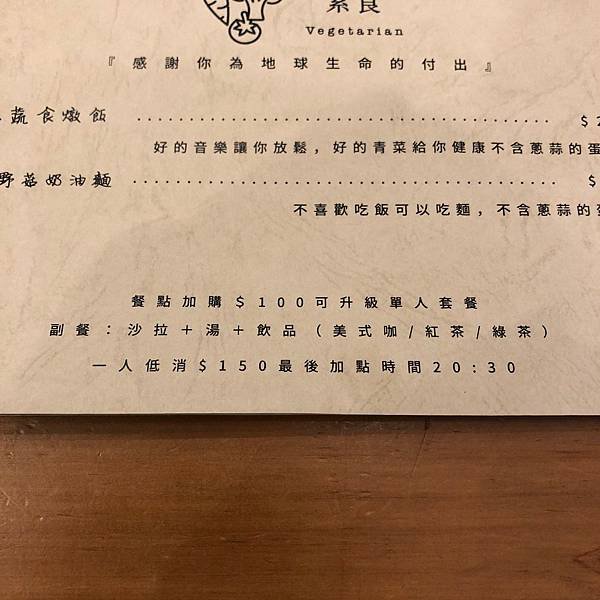 素食
Vegetarian
『感謝你為地球生命的付出』
蔬食燉飯 ........................................ $2
好的音樂讓你放鬆，好的青菜給你健康不含蔥蒜的蛋
野菇奶油麵 ........................................ $
不喜歡吃飯可以吃麵，不含蔥蒜的蛋
餐點加購$100可升級單人套餐
副餐：沙拉＋湯＋飲品（美式咖/紅茶/綠茶）
一人低消$150最後加點時間20:30